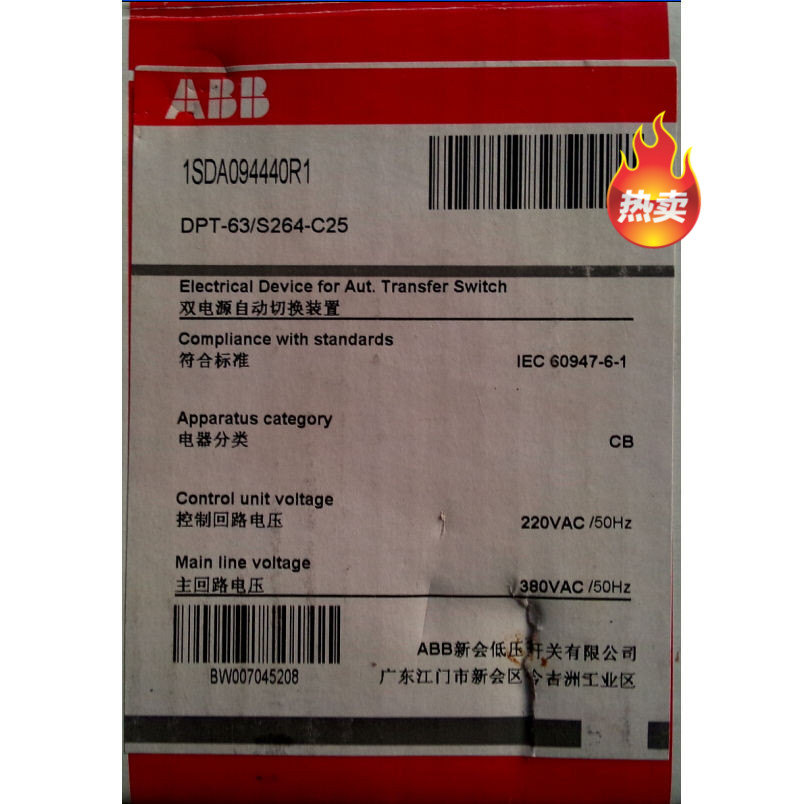 ABB
1SDA094440R1
热卖
DPT-63/S264-C25
Electrical Device for Aut. Transfer Switch
双电源自动切换装置
Compliance with standards
符合标准
IEC 60947-6-1
Apparatus category
电器分类
CB
Control unit voltage
控制回路电压
220VAC /50Hz
Main line voltage
主回路电压
380VAC /50Hz
BW007045208
ABB新会低压开关有限公司
广东江门市新会区今古洲工业区